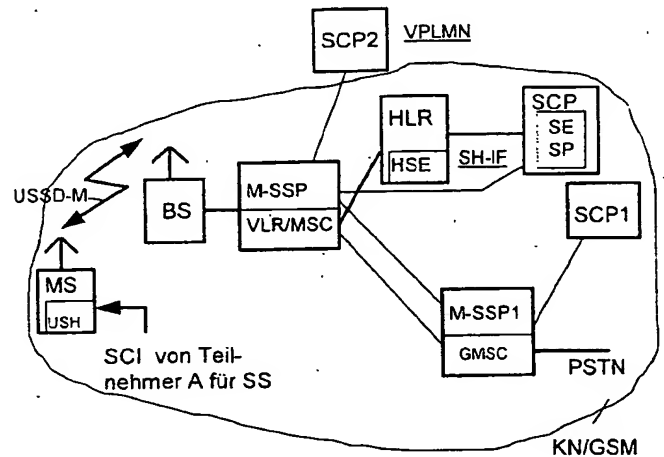 SCP2
VPLMN
HLR
HSE
SH-IF
SCP
SE
SP
USSD-M
BS
M-SSP
VLR/MSC
SCP1
MS
USH
M-SSP1
GMSC
SCI von Teil-
nehmer A für SS
PSTN
KN/GSM